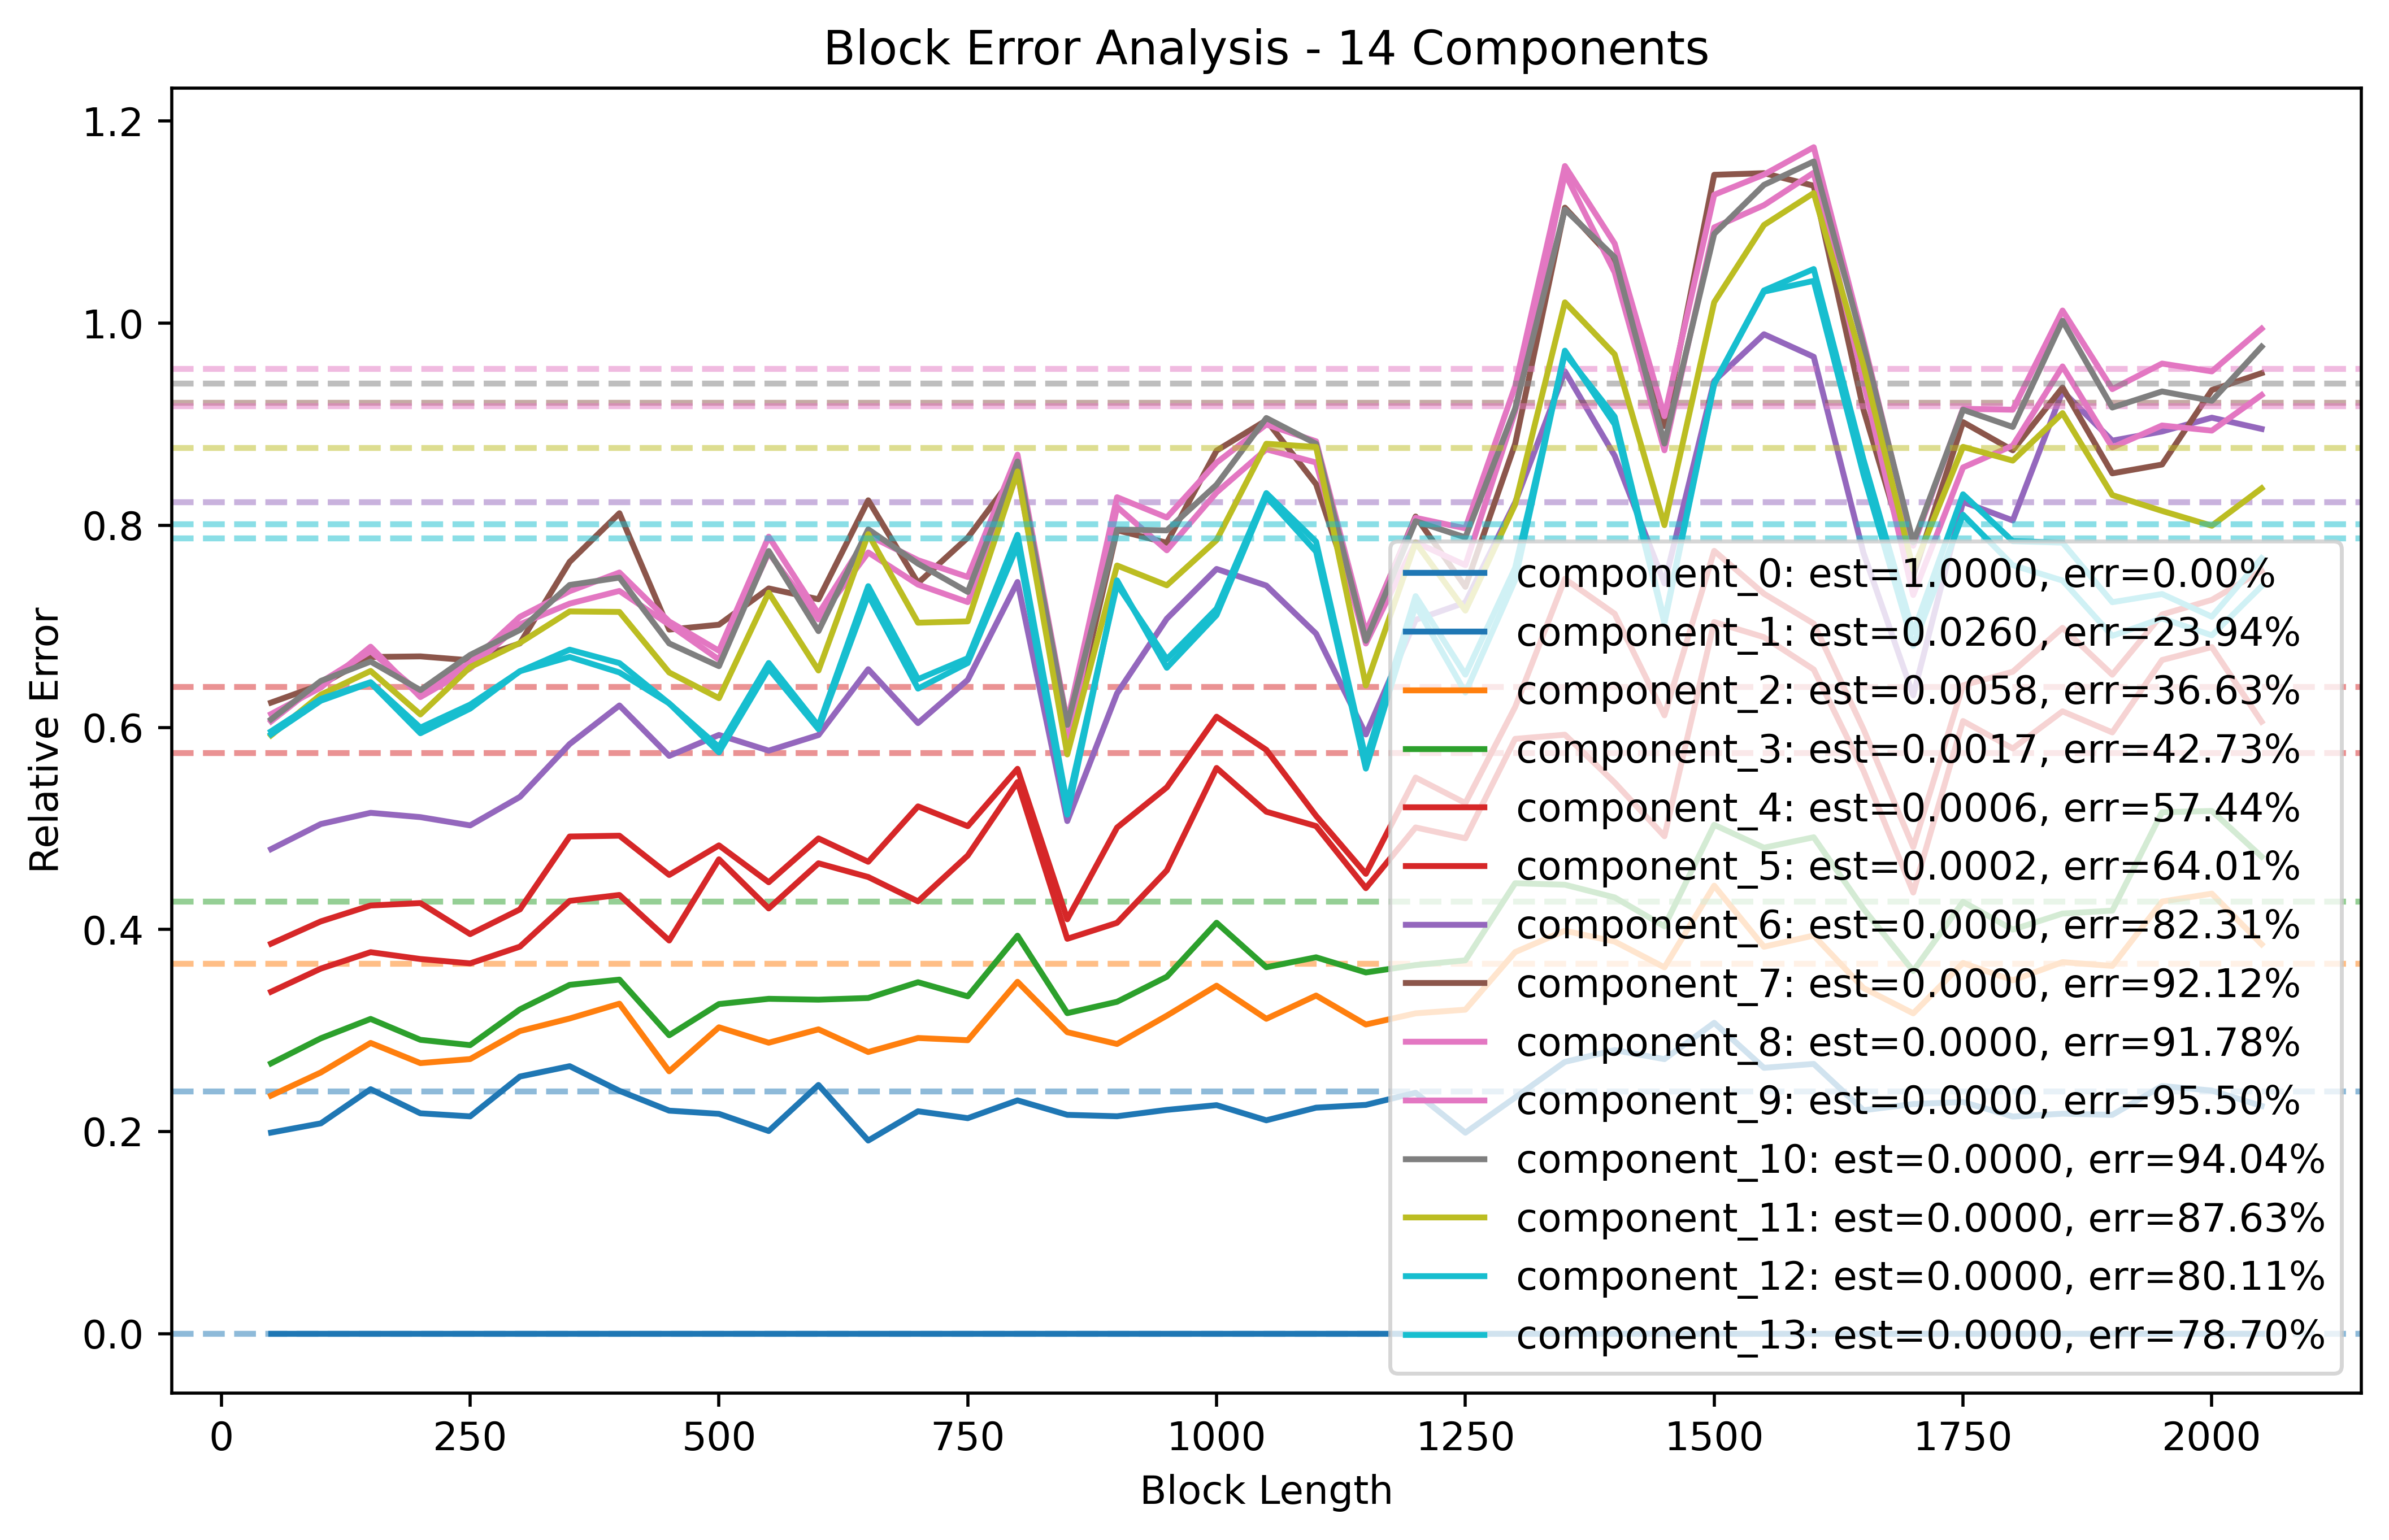 Block Error Analysis - 14 Components
1.2
1.0
0.8
0.6
0.4
0.2
0.0
Relative Error
component_0: est=1.0000, err=0.00%
component_1: est=0.0260, err=23.94%
component_2: est=0.0058, err=36.63%
component_3: est=0.0017, err=42.73%
component_4: est=0.0006, err=57.44%
component_5: est=0.0002, err=64.01%
component_6: est=0.0000, err=82.31%
component_7: est=0.0000, err=92.12%
component_8: est=0.0000, err=91.78%
component_9: est=0.0000, err=95.50%
component_10: est=0.0000, err=94.04%
component_11: est=0.0000, err=87.63%
component_12: est=0.0000, err=80.11%
component_13: est=0.0000, err=78.70%
0 250 500 750 1000 1250 1500 1750 2000
Block Length